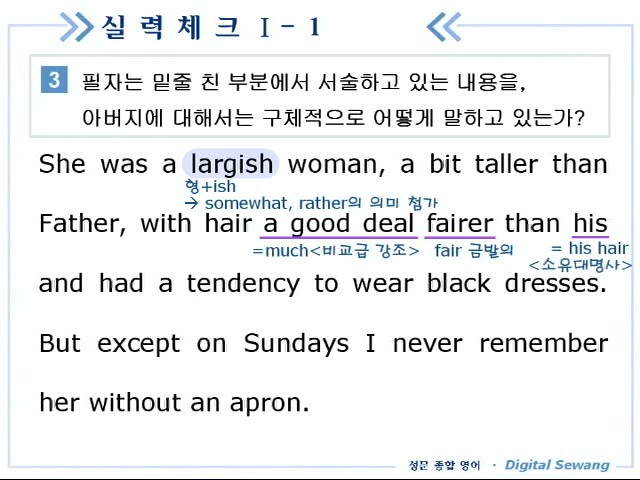 실력체크 I - 1
3 필자는 밑줄 친 부분에서 서술하고 있는 내용을,
아버지에 대해서는 구체적으로 어떻게 말하고 있는가?
She was a largish woman, a bit taller than
형+ish
→ somewhat, rather의 의미 첨가
Father, with hair a good deal fairer than his
=much<비교급 강조> fair 금발의 = his hair
<소유대명사>
and had a tendency to wear black dresses.
But except on Sundays I never remember
her without an apron.
성문 종합 영어 · Digital Sewang